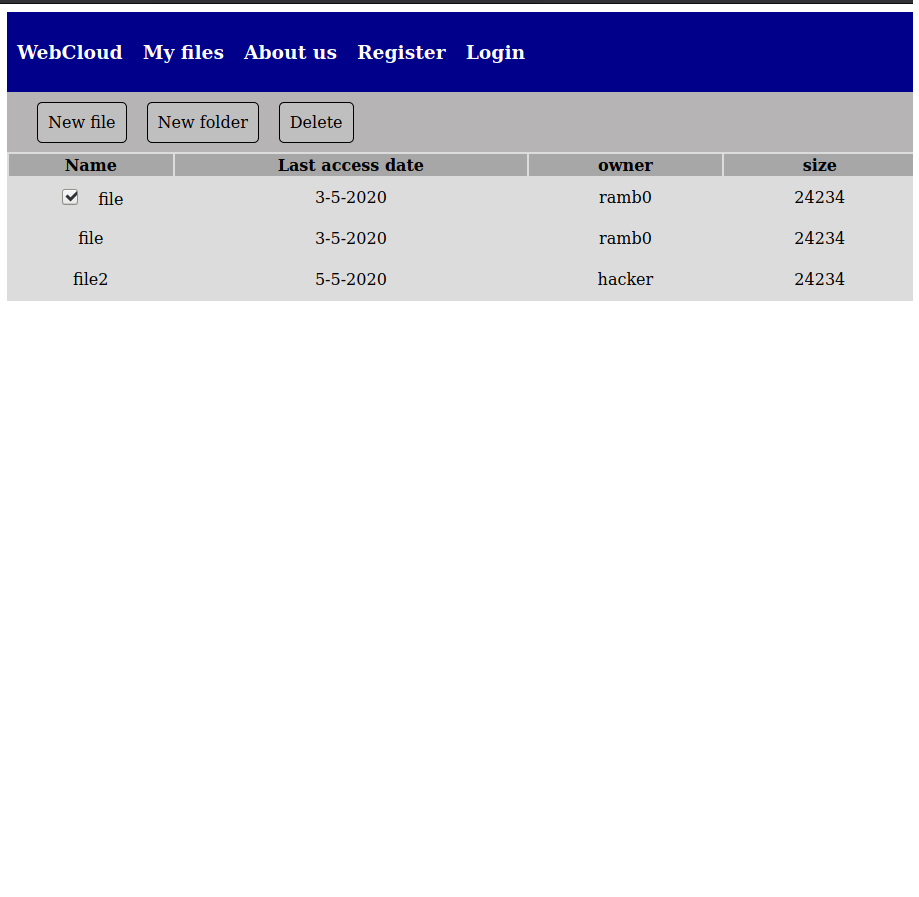 WebCloud My files About us Register Login
New file New folder Delete
Name Last access date owner size
file 3-5-2020 ramb0 24234
file 3-5-2020 ramb0 24234
file2 5-5-2020 hacker 24234